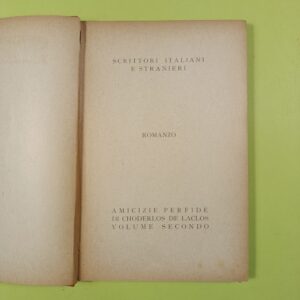 SCRITTORI ITALIANI
E STRANIERI
ROMANZO
AMICIZIE PERFIDE
DI CHODERLOS DE LACLOS
VOLUME SECONDO